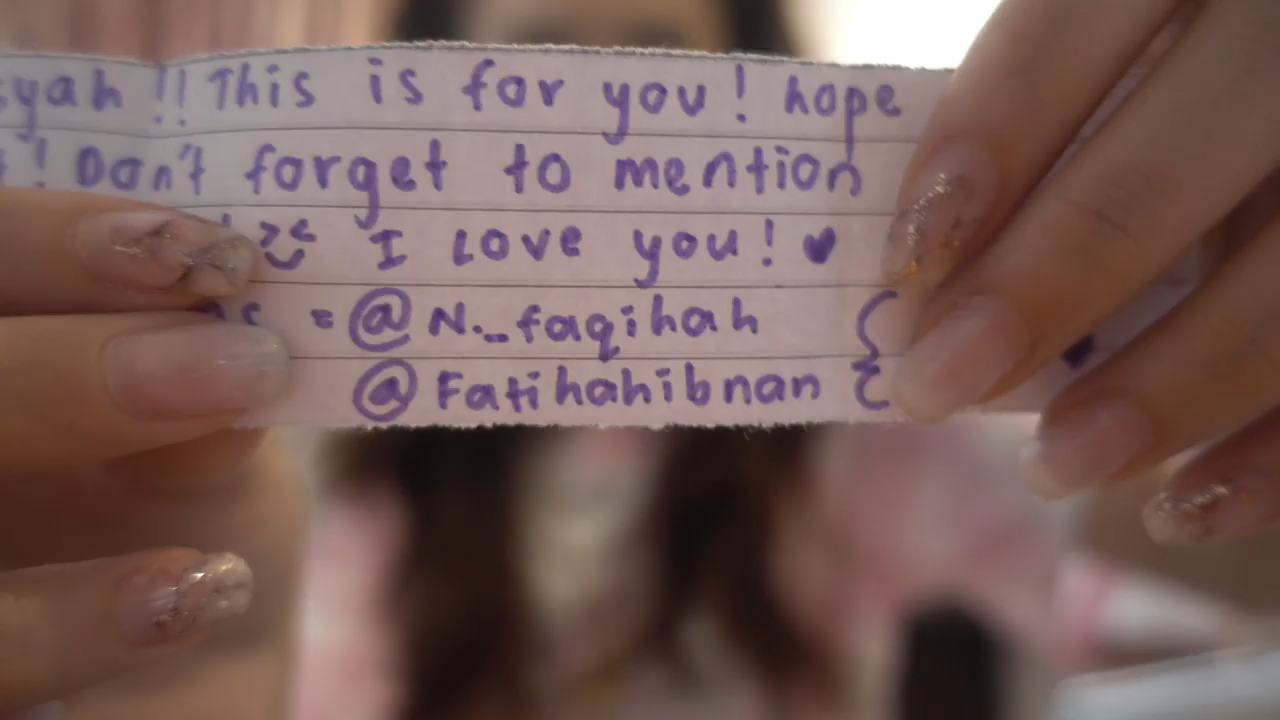 syah !! This is for you! hope
! Don't forget to mention
I Love you! ♥
= @N._faqihah {
@Fatihahibnan